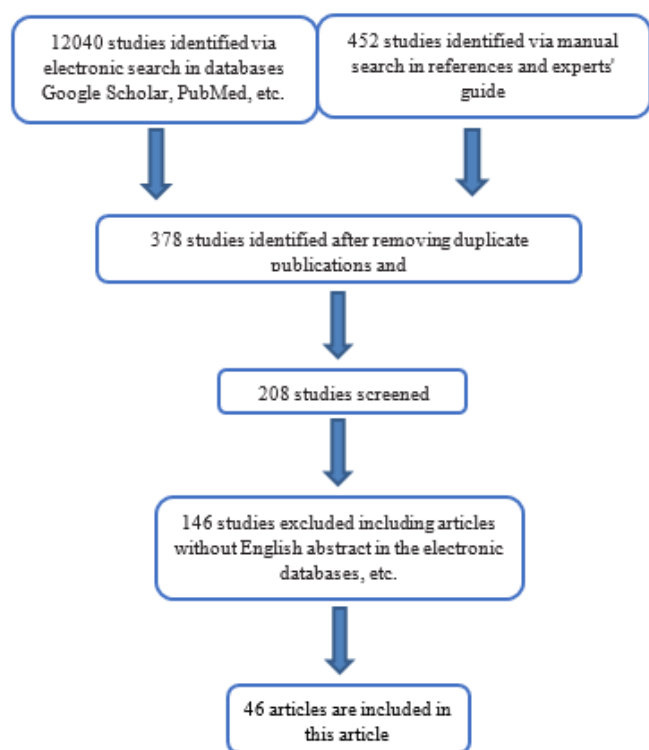 12040 studies identified via
electronic search in databases
Google Scholar, PubMed, etc.
452 studies identified via manual
search in references and experts'
guide
378 studies identified after removing duplicate
publications and
208 studies screened
146 studies excluded including articles
without English abstract in the electronic
databases, etc.
46 articles are included in
this article